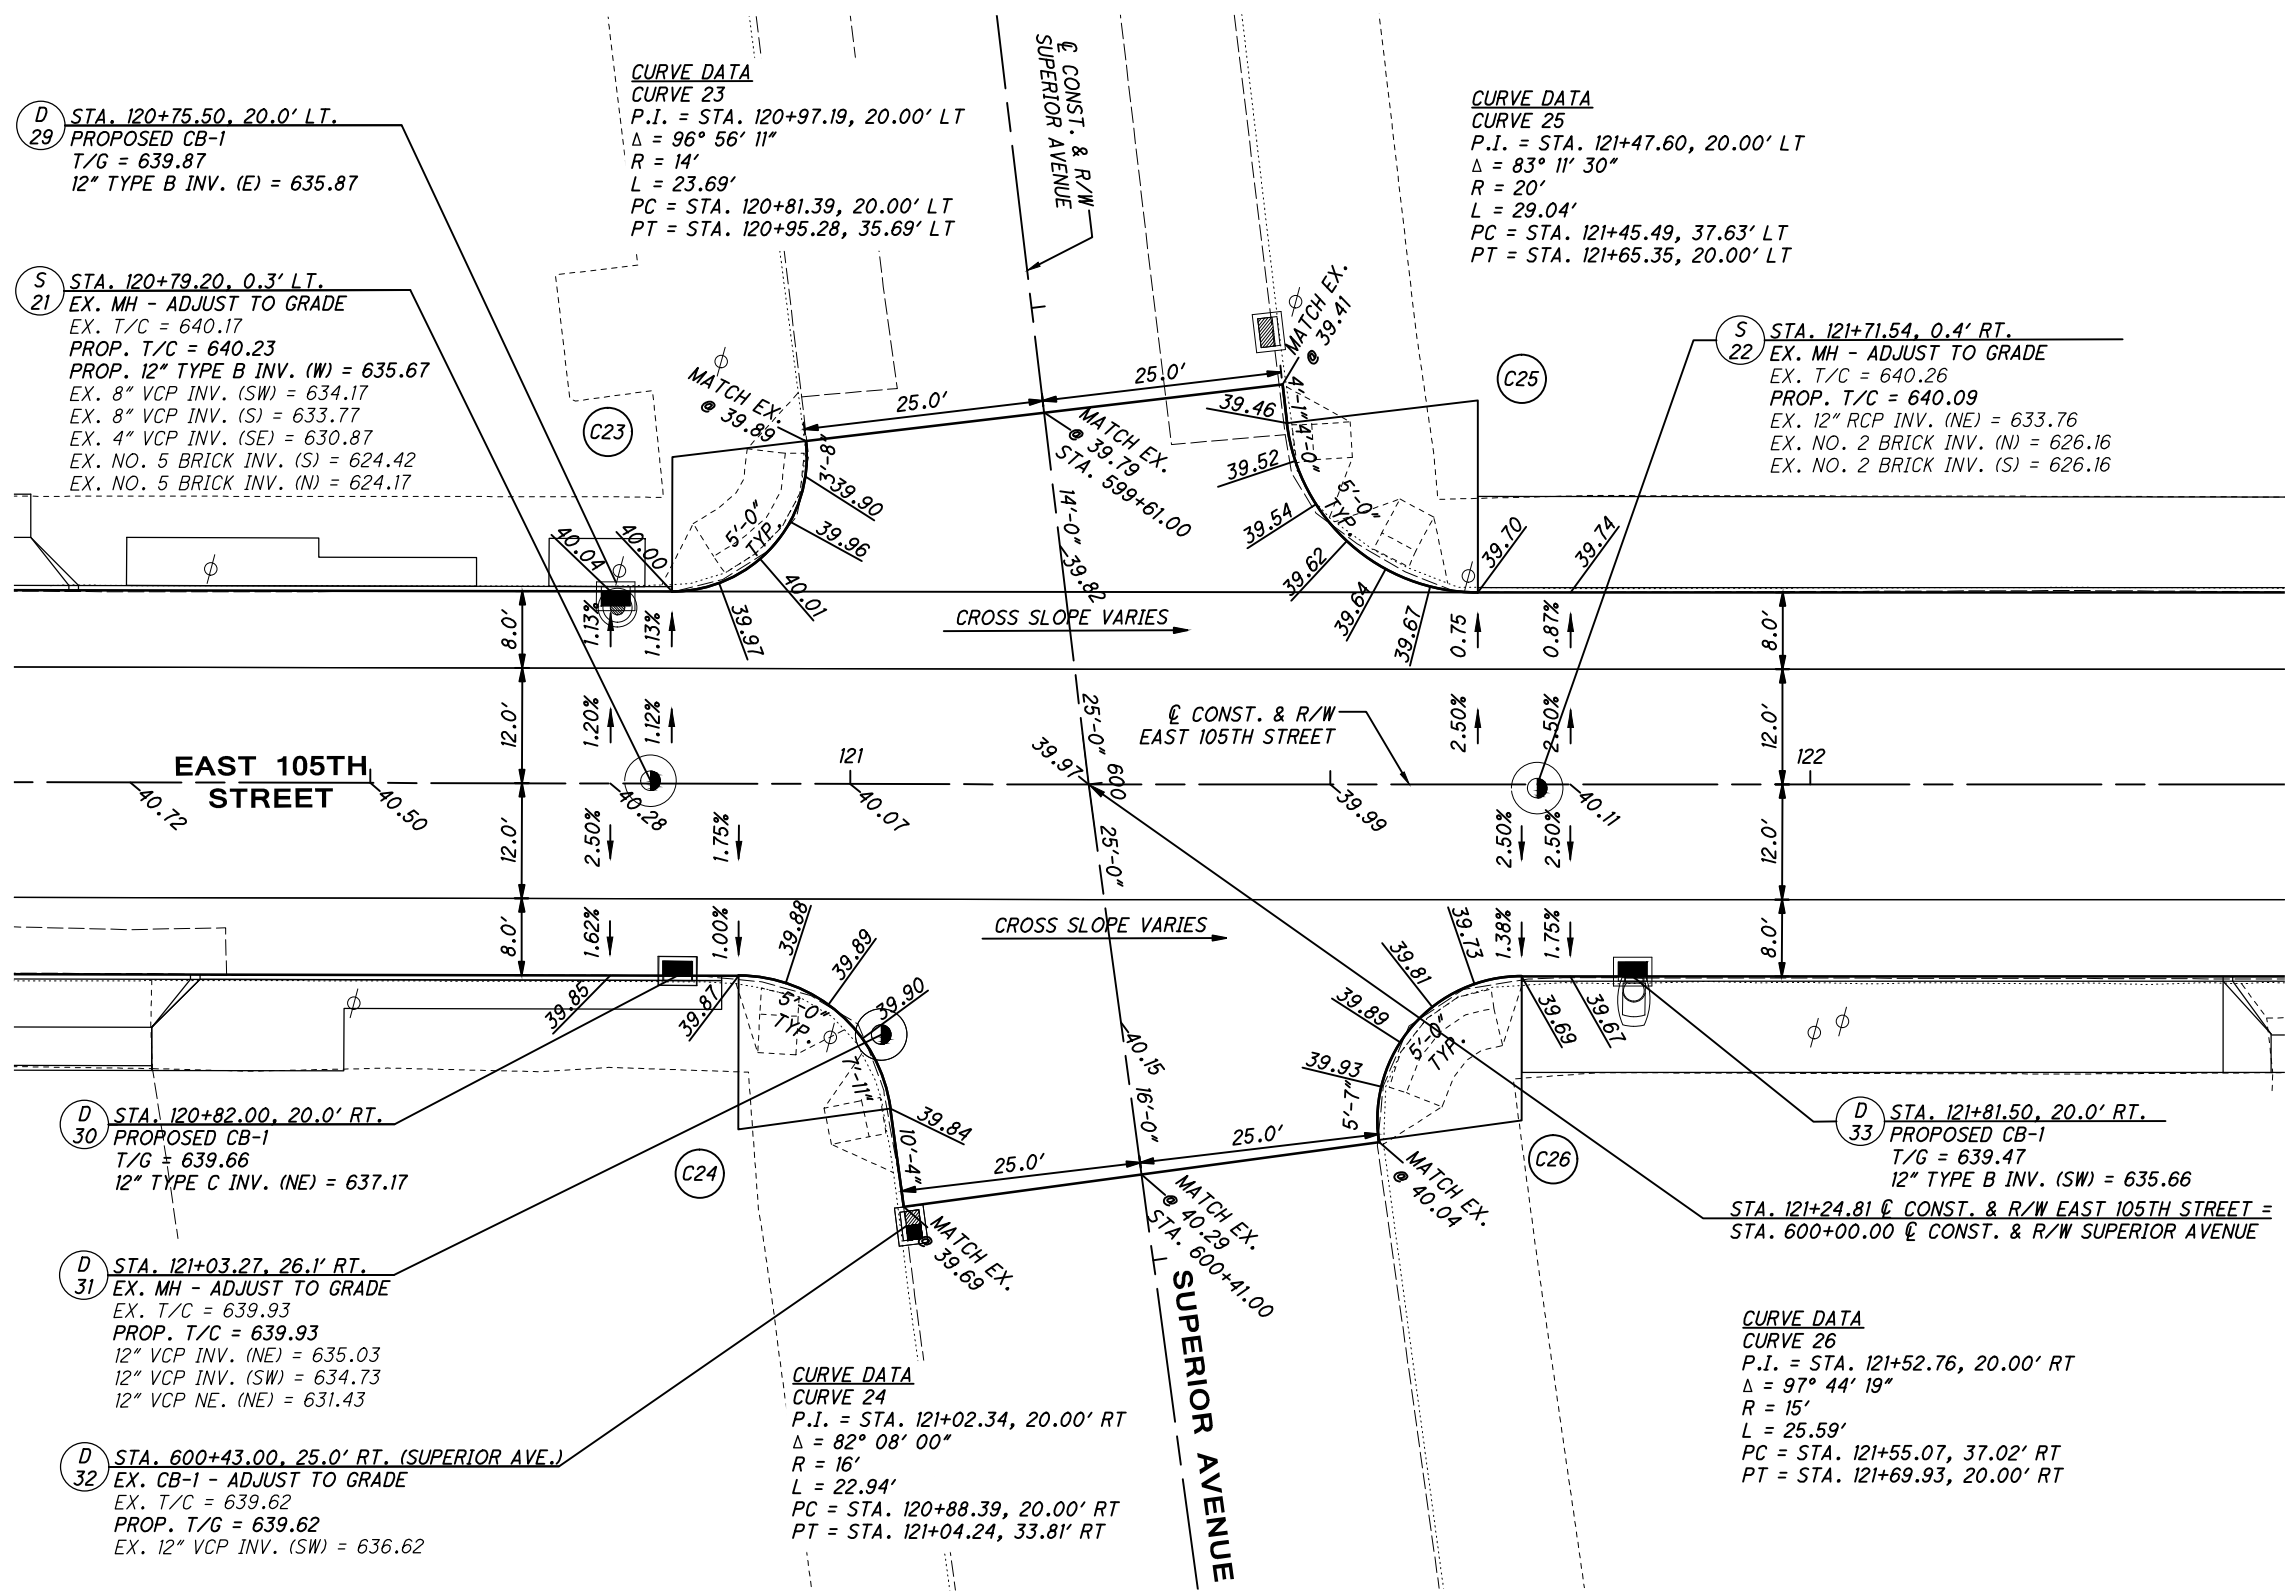 ℄ CONST. & R/W
SUPERIOR AVENUE
CURVE DATA
CURVE 23
P.I. = STA. 120+97.19, 20.00' LT
Δ = 96° 56' 11"
R = 14'
L = 23.69'
PC = STA. 120+81.39, 20.00' LT
PT = STA. 120+95.28, 35.69' LT
CURVE DATA
CURVE 25
P.I. = STA. 121+47.60, 20.00' LT
Δ = 83° 11' 30"
R = 20'
L = 29.04'
PC = STA. 121+45.49, 37.63' LT
PT = STA. 121+65.35, 20.00' LT
D
29
STA. 120+75.50, 20.0' LT.
PROPOSED CB-1
T/G = 639.87
12" TYPE B INV. (E) = 635.87
S
21
STA. 120+79.20, 0.3' LT.
EX. MH - ADJUST TO GRADE
EX. T/C = 640.17
PROP. T/C = 640.23
PROP. 12" TYPE B INV. (W) = 635.67
EX. 8" VCP INV. (SW) = 634.17
EX. 8" VCP INV. (S) = 633.77
EX. 4" VCP INV. (SE) = 630.87
EX. NO. 5 BRICK INV. (S) = 624.42
EX. NO. 5 BRICK INV. (N) = 624.17
S
22
STA. 121+71.54, 0.4' RT.
EX. MH - ADJUST TO GRADE
EX. T/C = 640.26
PROP. T/C = 640.09
EX. 12" RCP INV. (NE) = 633.76
EX. NO. 2 BRICK INV. (N) = 626.16
EX. NO. 2 BRICK INV. (S) = 626.16
MATCH EX.
@ 39.89
25.0'
25.0'
MATCH EX.
@ 39.41
C23
C25
MATCH EX.
@ 39.79
STA. 599+61.00
3'-8"
39.90
39.96
40.01
39.97
5'-0"
TYP.
40.04
40.00
39.46
4'-1"
4'-0"
39.52
39.54
39.62
39.64
39.67
5'-0"
TYP.
39.70
39.74
14'-0"
39.82
CROSS SLOPE VARIES
8.0'
1.13%
1.13%
0.75
0.87%
8.0'
12.0'
1.20%
1.12%
2.50%
2.50%
12.0'
25'-0"
600
39.97
℄ CONST. & R/W
EAST 105TH STREET
EAST 105TH
STREET
121
122
40.72
40.50
40.28
40.07
39.99
40.11
12.0'
2.50%
1.75%
25'-0"
2.50%
2.50%
12.0'
8.0'
1.62%
1.00%
CROSS SLOPE VARIES
1.38%
1.75%
8.0'
39.85
39.87
39.88
39.89
39.90
39.84
5'-0"
TYP.
7'-11"
10'-4"
40.15
16'-0"
39.73
39.81
39.89
39.93
5'-0"
TYP.
5'-7"
39.69
39.67
C24
C26
25.0'
25.0'
MATCH EX.
@ 39.69
MATCH EX.
@ 40.29
STA. 600+41.00
MATCH EX.
@ 40.04
D
30
STA. 120+82.00, 20.0' RT.
PROPOSED CB-1
T/G = 639.66
12" TYPE C INV. (NE) = 637.17
D
33
STA. 121+81.50, 20.0' RT.
PROPOSED CB-1
T/G = 639.47
12" TYPE B INV. (SW) = 635.66
STA. 121+24.81 ℄ CONST. & R/W EAST 105TH STREET =
STA. 600+00.00 ℄ CONST. & R/W SUPERIOR AVENUE
D
31
STA. 121+03.27, 26.1' RT.
EX. MH - ADJUST TO GRADE
EX. T/C = 639.93
PROP. T/C = 639.93
12" VCP INV. (NE) = 635.03
12" VCP INV. (SW) = 634.73
12" VCP NE. (NE) = 631.43
D
32
STA. 600+43.00, 25.0' RT. (SUPERIOR AVE.)
EX. CB-1 - ADJUST TO GRADE
EX. T/C = 639.62
PROP. T/G = 639.62
EX. 12" VCP INV. (SW) = 636.62
CURVE DATA
CURVE 24
P.I. = STA. 121+02.34, 20.00' RT
Δ = 82° 08' 00"
R = 16'
L = 22.94'
PC = STA. 120+88.39, 20.00' RT
PT = STA. 121+04.24, 33.81' RT
SUPERIOR AVENUE
CURVE DATA
CURVE 26
P.I. = STA. 121+52.76, 20.00' RT
Δ = 97° 44' 19"
R = 15'
L = 25.59'
PC = STA. 121+55.07, 37.02' RT
PT = STA. 121+69.93, 20.00' RT